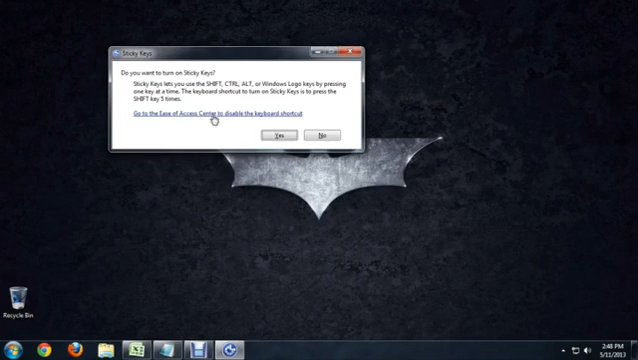 Sticky Keys
Do you want to turn on Sticky Keys?
Sticky Keys lets you use the SHIFT, CTRL, ALT, or Windows Logo keys by pressing
one key at a time. The keyboard shortcut to turn on Sticky Keys is to press the
SHIFT key 5 times.
Go to the Ease of Access Center to disable the keyboard shortcut
Yes No
Recycle Bin
2:48 PM
5/11/2013